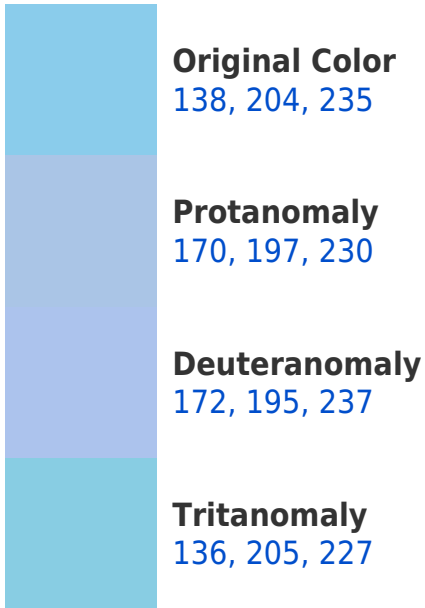 Original Color
138, 204, 235
Protanomaly
170, 197, 230
Deuteranomaly
172, 195, 237
Tritanomaly
136, 205, 227